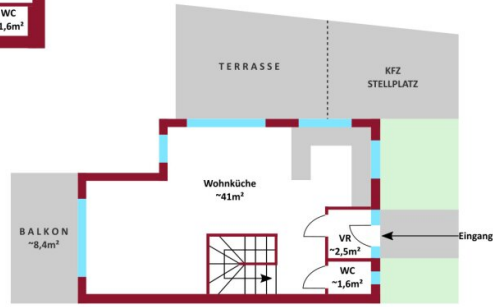 WC
1,6m²
TERRASSE
KFZ
STELLPLATZ
Wohnküche
~41m²
BALKON
~8,4m²
VR
~2,5m²
Eingang
WC
~1,6m²